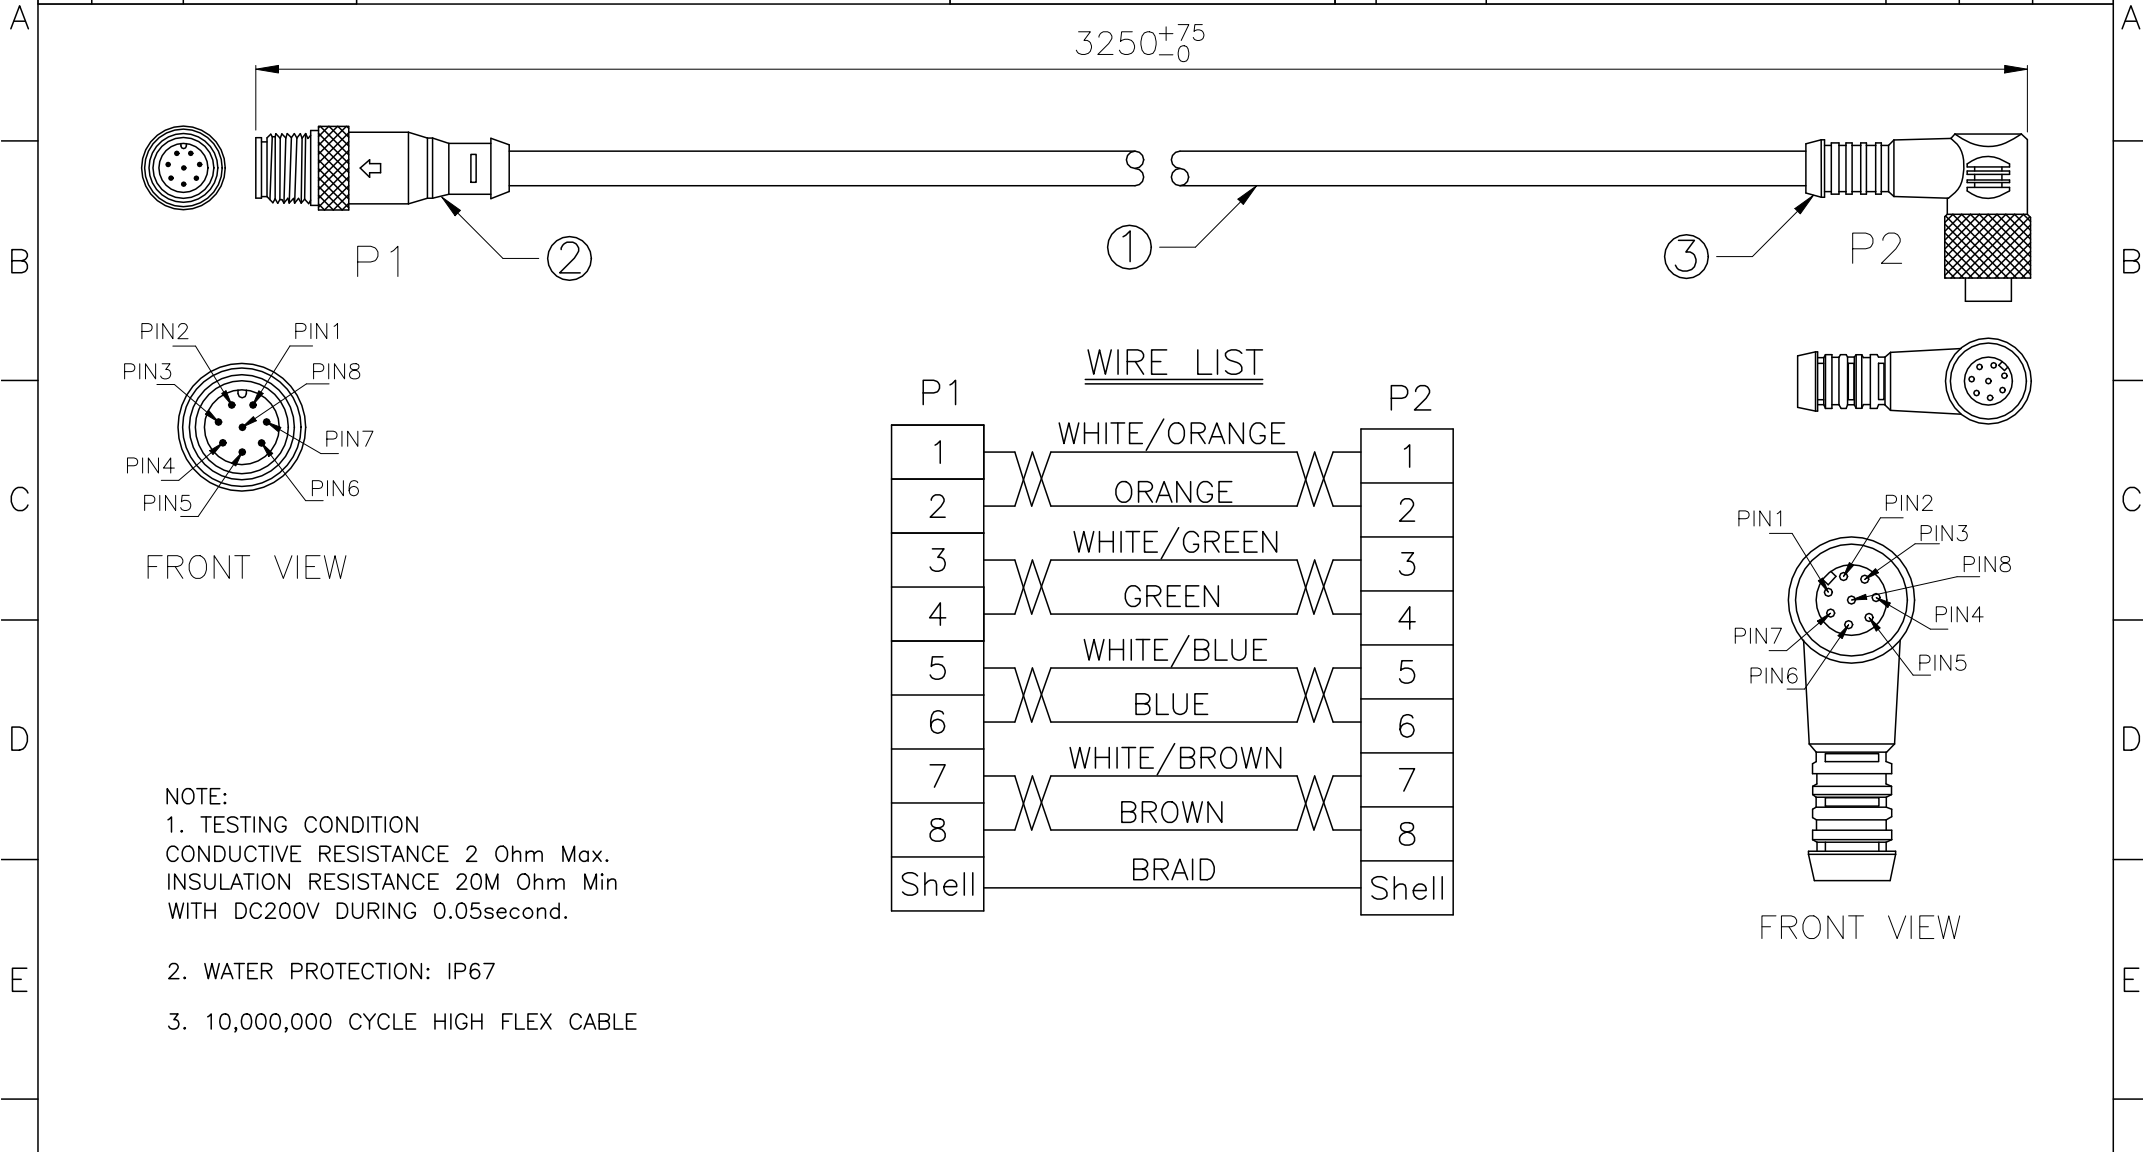 A
A
3250+75
-0
P1
2
1
3
P2
B
B
PIN2
PIN1
PIN3
PIN8
PIN7
PIN4
PIN6
PIN5
FRONT VIEW
WIRE LIST
P1
P2
1
WHITE/ORANGE
1
2
ORANGE
2
3
WHITE/GREEN
3
4
GREEN
4
5
WHITE/BLUE
5
6
BLUE
6
7
WHITE/BROWN
7
8
BROWN
8
Shell
BRAID
Shell
C
C
PIN1
PIN2
PIN3
PIN8
PIN4
PIN7
PIN5
PIN6
FRONT VIEW
D
D
NOTE:
1. TESTING CONDITION
CONDUCTIVE RESISTANCE 2 Ohm Max.
INSULATION RESISTANCE 20M Ohm Min
WITH DC200V DURING 0.05second.
2. WATER PROTECTION: IP67
3. 10,000,000 CYCLE HIGH FLEX CABLE
E
E